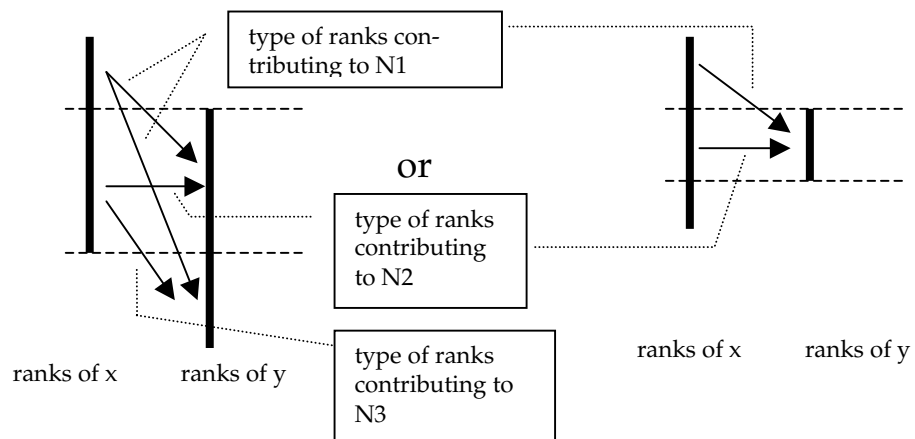 type of ranks con-
tributing to N1
or
type of ranks
contributing
to N2
type of ranks
contributing to
N3
ranks of x
ranks of y
ranks of x
ranks of y